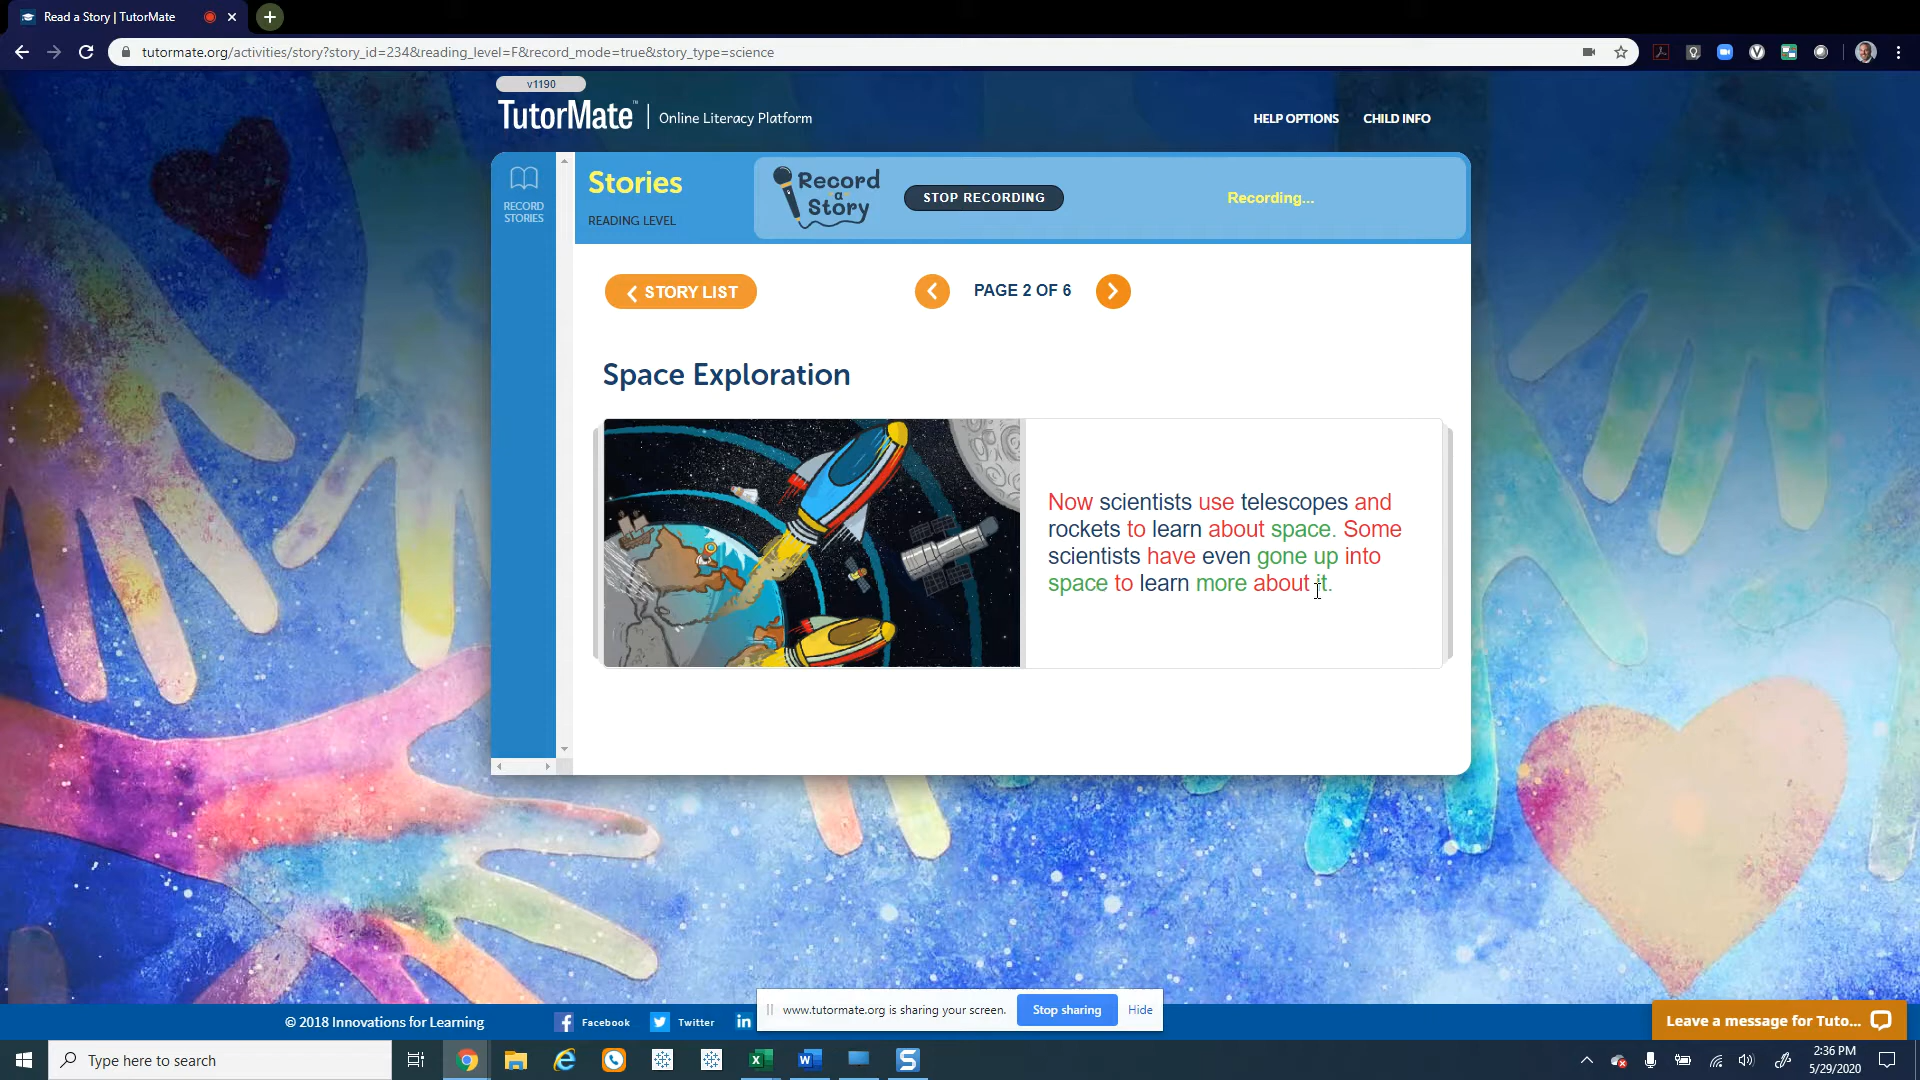 Read a Story | TutorMate
tutormate.org/activities/story?story_id=234&reading_level=F&record_mode=true&story_type=science
v1190
TutorMate™ | Online Literacy Platform
HELP OPTIONS
CHILD INFO
RECORD
STORIES
Stories
READING LEVEL
Record
a
Story
STOP RECORDING
Recording...
STORY LIST
PAGE 2 OF 6
Space Exploration
Now scientists use telescopes and
rockets to learn about space. Some
scientists have even gone up into
space to learn more about it.
© 2018 Innovations for Learning
Facebook
Twitter
in
www.tutormate.org is sharing your screen.
Stop sharing
Hide
Leave a message for Tuto...
Type here to search
2:36 PM
5/29/2020